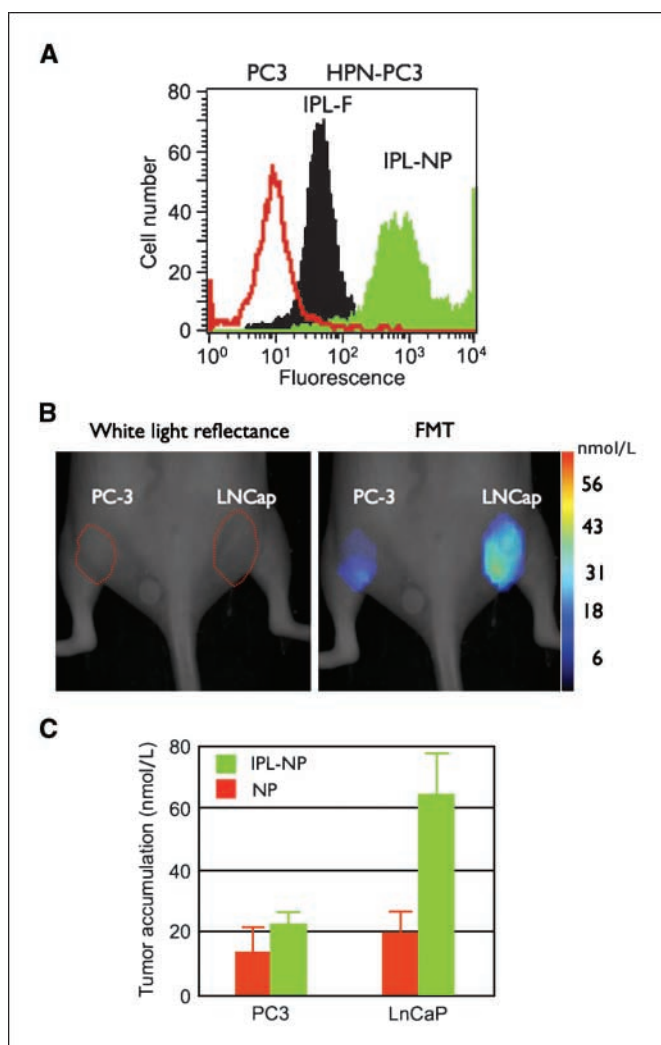 A
PC3 HPN-PC3
IPL-F
IPL-NP
80
60
40
20
0
Cell number
10⁰ 10¹ 10² 10³ 10⁴
Fluorescence
B
White light reflectance FMT
nmol/L
PC-3 LNCap PC-3 LNCap
56
43
31
18
6
C
80
60
40
20
0
Tumor accumulation (nmol/L)
IPL-NP
NP
PC3 LnCaP